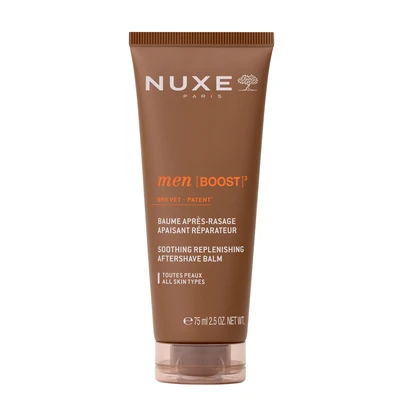 NUXE
PARIS
men |BOOST|³
BREVET - PATENT*
BAUME APRÈS-RASAGE
APAISANT RÉPARATEUR
SOOTHING REPLENISHING
AFTERSHAVE BALM
TOUTES PEAUX
ALL SKIN TYPES
℮ 75 ml 2.5 OZ. NET WT.